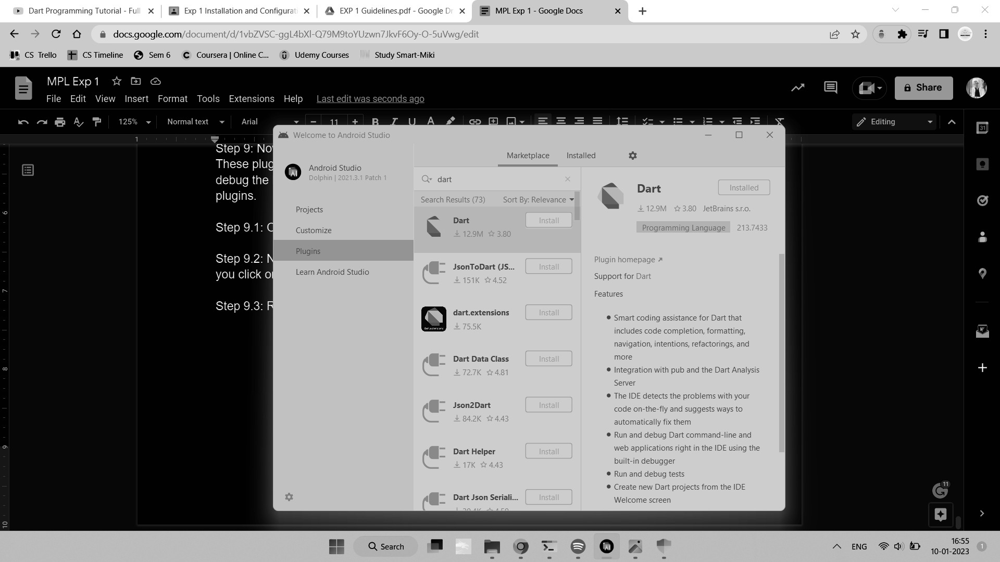 Dart Programming Tutorial - Full
Exp 1 Installation and Configurati
EXP 1 Guidelines.pdf - Google Dr
MPL Exp 1 - Google Docs
docs.google.com/document/d/1vbZVSC-ggL4bXl-Q79M9toYUzwn7JkvF6Oy-O-5uVwg/edit
CS Trello
CS Timeline
Sem 6
Coursera | Online C...
Udemy Courses
Study Smart-Miki
MPL Exp 1
Share
File Edit View Insert Format Tools Extensions Help Last edit was seconds ago
125% Normal text Arial 11 Editing
1
Step 9: No
These plug
debug the
plugins.
Step 9.1: C
Step 9.2: N
you click or
Step 9.3: R
6
7
8
9
10
Welcome to Android Studio
Android Studio
Dolphin | 2021.3.1 Patch 1
Projects
Customize
Plugins
Learn Android Studio
Marketplace Installed
dart
Search Results (73) Sort By: Relevance
Dart Install
12.9M 3.80
JsonToDart (JS... Install
151K 4.52
dart.extensions Install
75.5K
Dart Data Class Install
72.7K 4.81
Json2Dart Install
84.2K 4.43
Dart Helper Install
17K 4.43
Dart Json Seriali... Install
Dart Installed
12.9M 3.80 JetBrains s.r.o.
Programming Language 213.7433
Plugin homepage
Support for Dart
Features
Smart coding assistance for Dart that
includes code completion, formatting,
navigation, intentions, refactorings, and
more
Integration with pub and the Dart Analysis
Server
The IDE detects the problems with your
code on-the-fly and suggests ways to
automatically fix them
Run and debug Dart command-line and
web applications right in the IDE using the
built-in debugger
Run and debug tests
Create new Dart projects from the IDE
Welcome screen
31
11
Search
ENG
16:55
10-01-2023
1